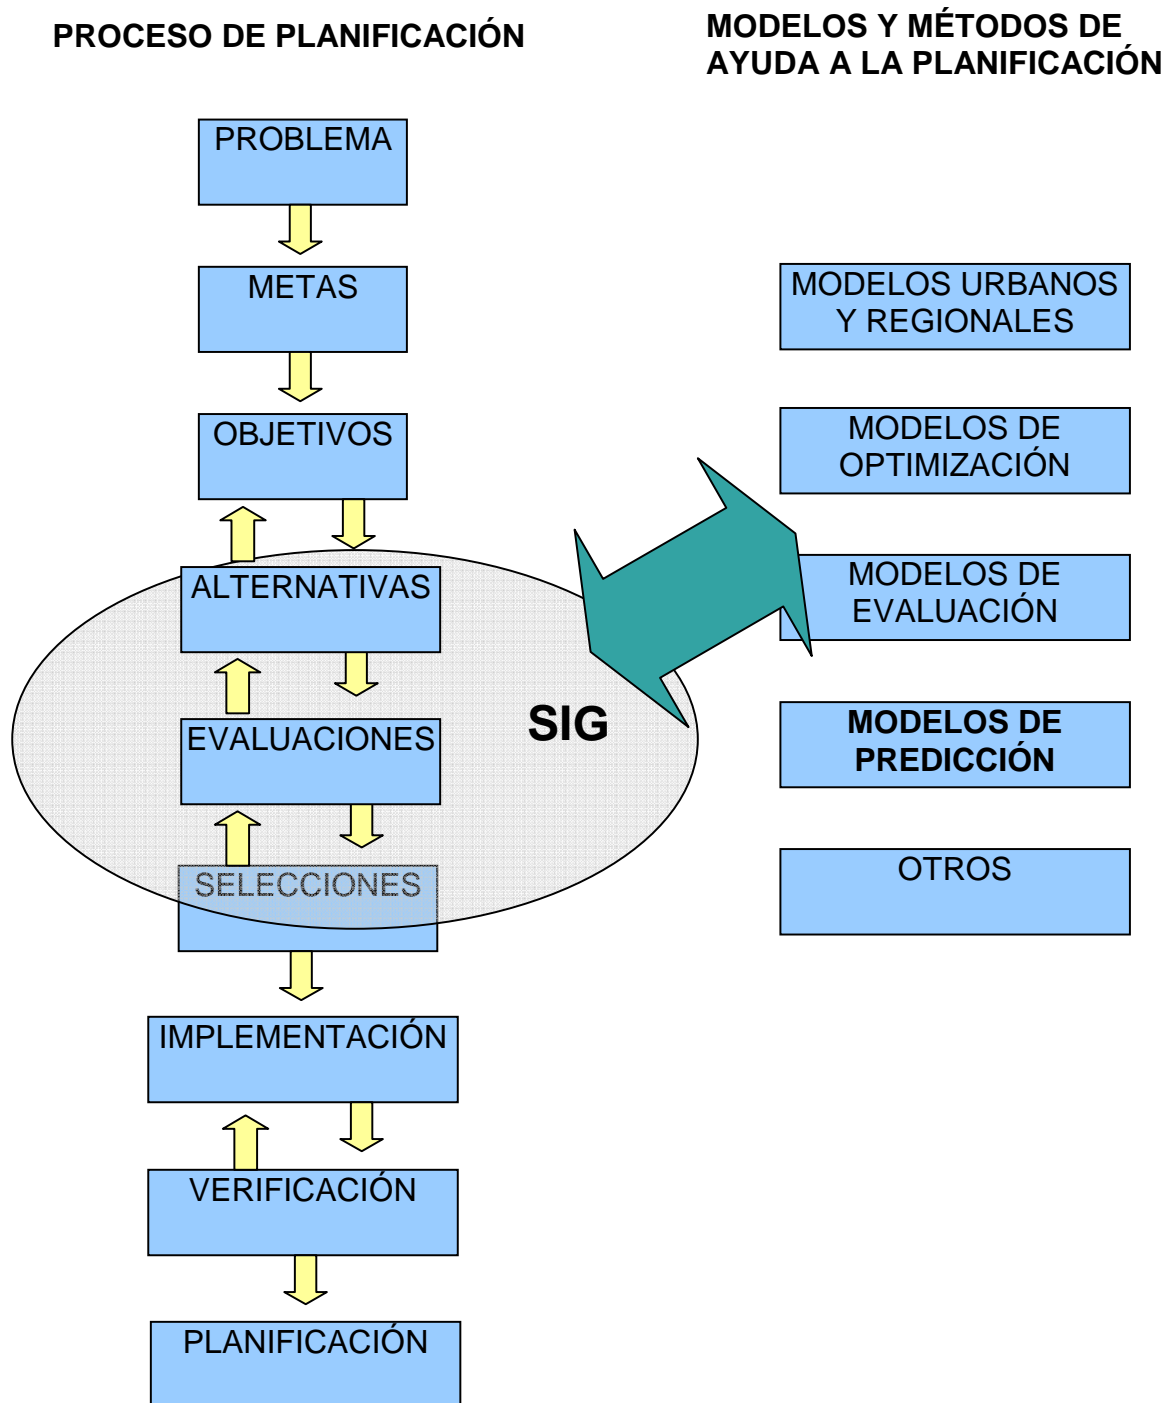 PROCESO DE PLANIFICACIÓN
MODELOS Y MÉTODOS DE
AYUDA A LA PLANIFICACIÓN
PROBLEMA
METAS
OBJETIVOS
ALTERNATIVAS
EVALUACIONES
SELECCIONES
IMPLEMENTACIÓN
VERIFICACIÓN
PLANIFICACIÓN
SIG
MODELOS URBANOS
Y REGIONALES
MODELOS DE
OPTIMIZACIÓN
MODELOS DE
EVALUACIÓN
MODELOS DE
PREDICCIÓN
OTROS